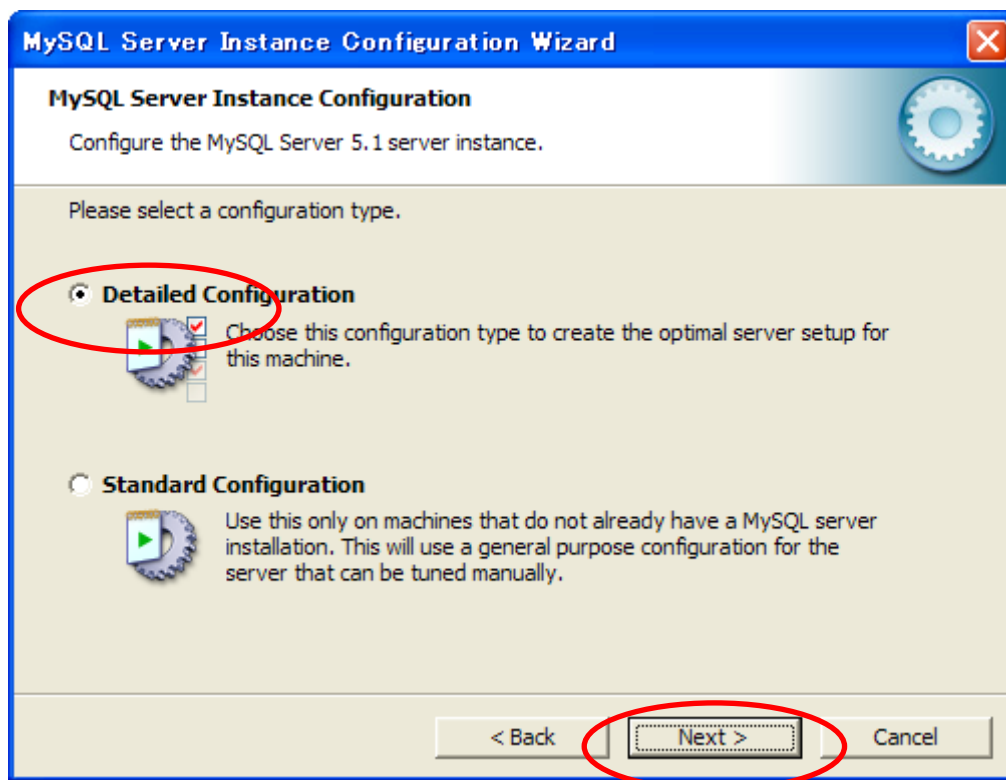 MySQL Server Instance Configuration Wizard
MySQL Server Instance Configuration
Configure the MySQL Server 5.1 server instance.
Please select a configuration type.
Detailed Configuration
Choose this configuration type to create the optimal server setup for
this machine.
Standard Configuration
Use this only on machines that do not already have a MySQL server
installation. This will use a general purpose configuration for the
server that can be tuned manually.
< Back
Next >
Cancel